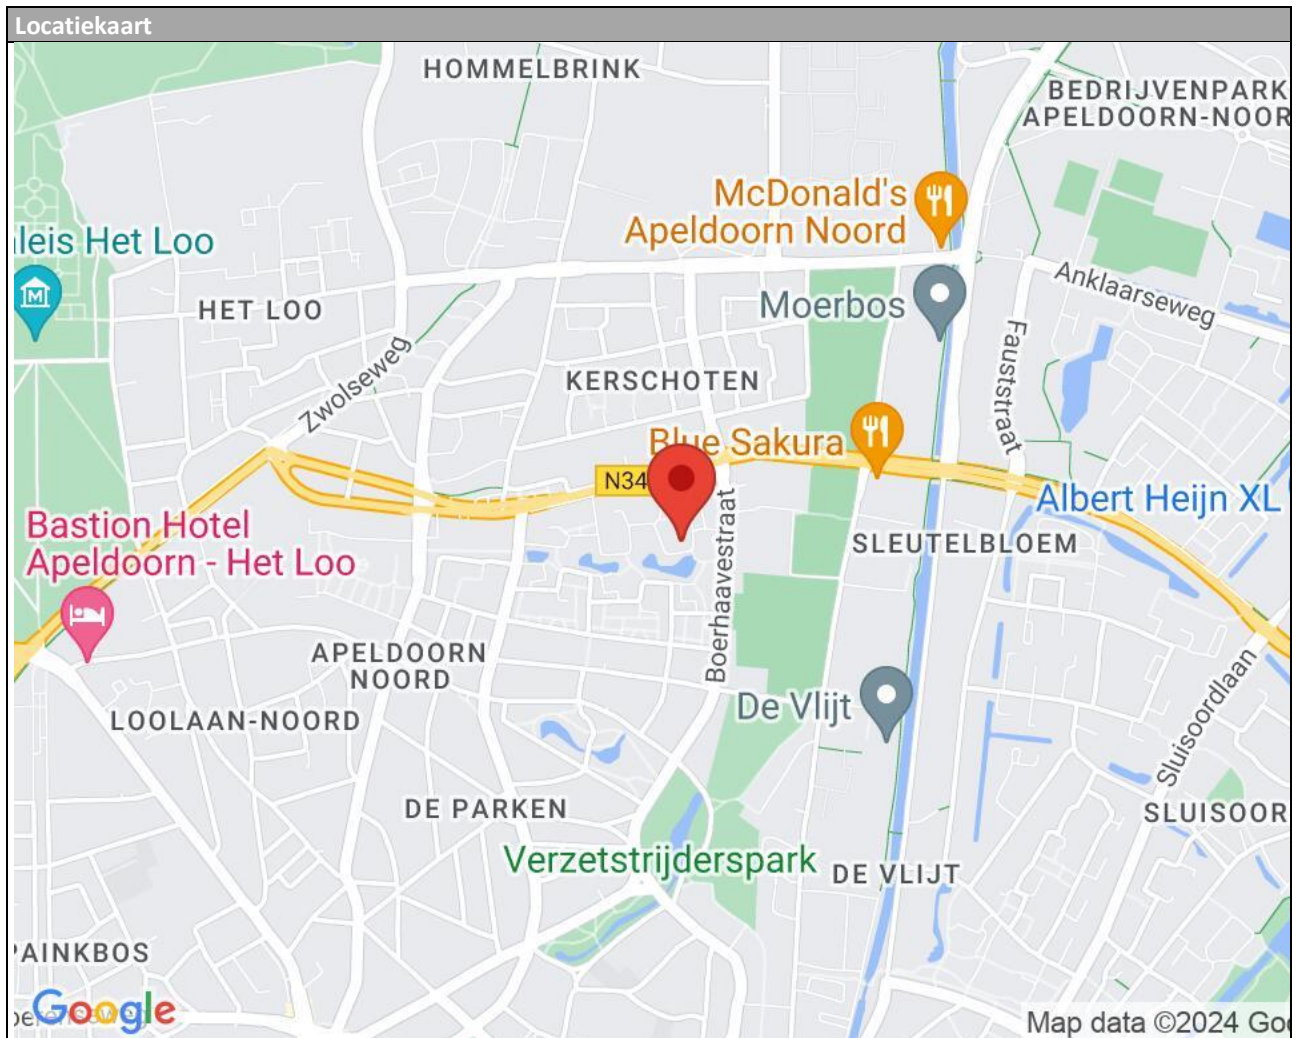 Locatiekaart
HOMMELBRINK
BEDRIJVENPARK
APELDOORN-NOOR
McDonald's
Apeldoorn Noord
leis Het Loo
Anklaarseweg
HET LOO
Moerbos
Fauststraat
Zwolseweg
KERSCHOTEN
Blue Sakura
N34
Albert Heijn XL
Bastion Hotel
Apeldoorn - Het Loo
Boerhaavestraat
SLEUTELBLOEM
APELDOORN
NOORD
De Vlijt
LOOLAAN-NOORD
Sluisoordlaan
DE PARKEN
SLUISOOR
Verzetstrijderspark
DE VLIJT
PAINKBOS
Google
Map data ©2024 Goo